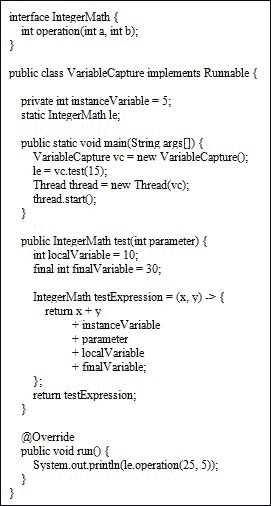 interface IntegerMath {
    int operation(int a, int b);
}

public class VariableCapture implements Runnable {

    private int instanceVariable = 5;
    static IntegerMath le;

    public static void main(String args[]) {
        VariableCapture vc = new VariableCapture();
        le = vc.test(15);
        Thread thread = new Thread(vc);
        thread.start();
    }

    public IntegerMath test(int parameter) {
        int localVariable = 10;
        final int finalVariable = 30;

        IntegerMath testExpression = (x, y) -> {
            return x + y
                    + instanceVariable
                    + parameter
                    + localVariable
                    + finalVariable;
        };
        return testExpression;
    }

    @Override
    public void run() {
        System.out.println(le.operation(25, 5));
    }
}